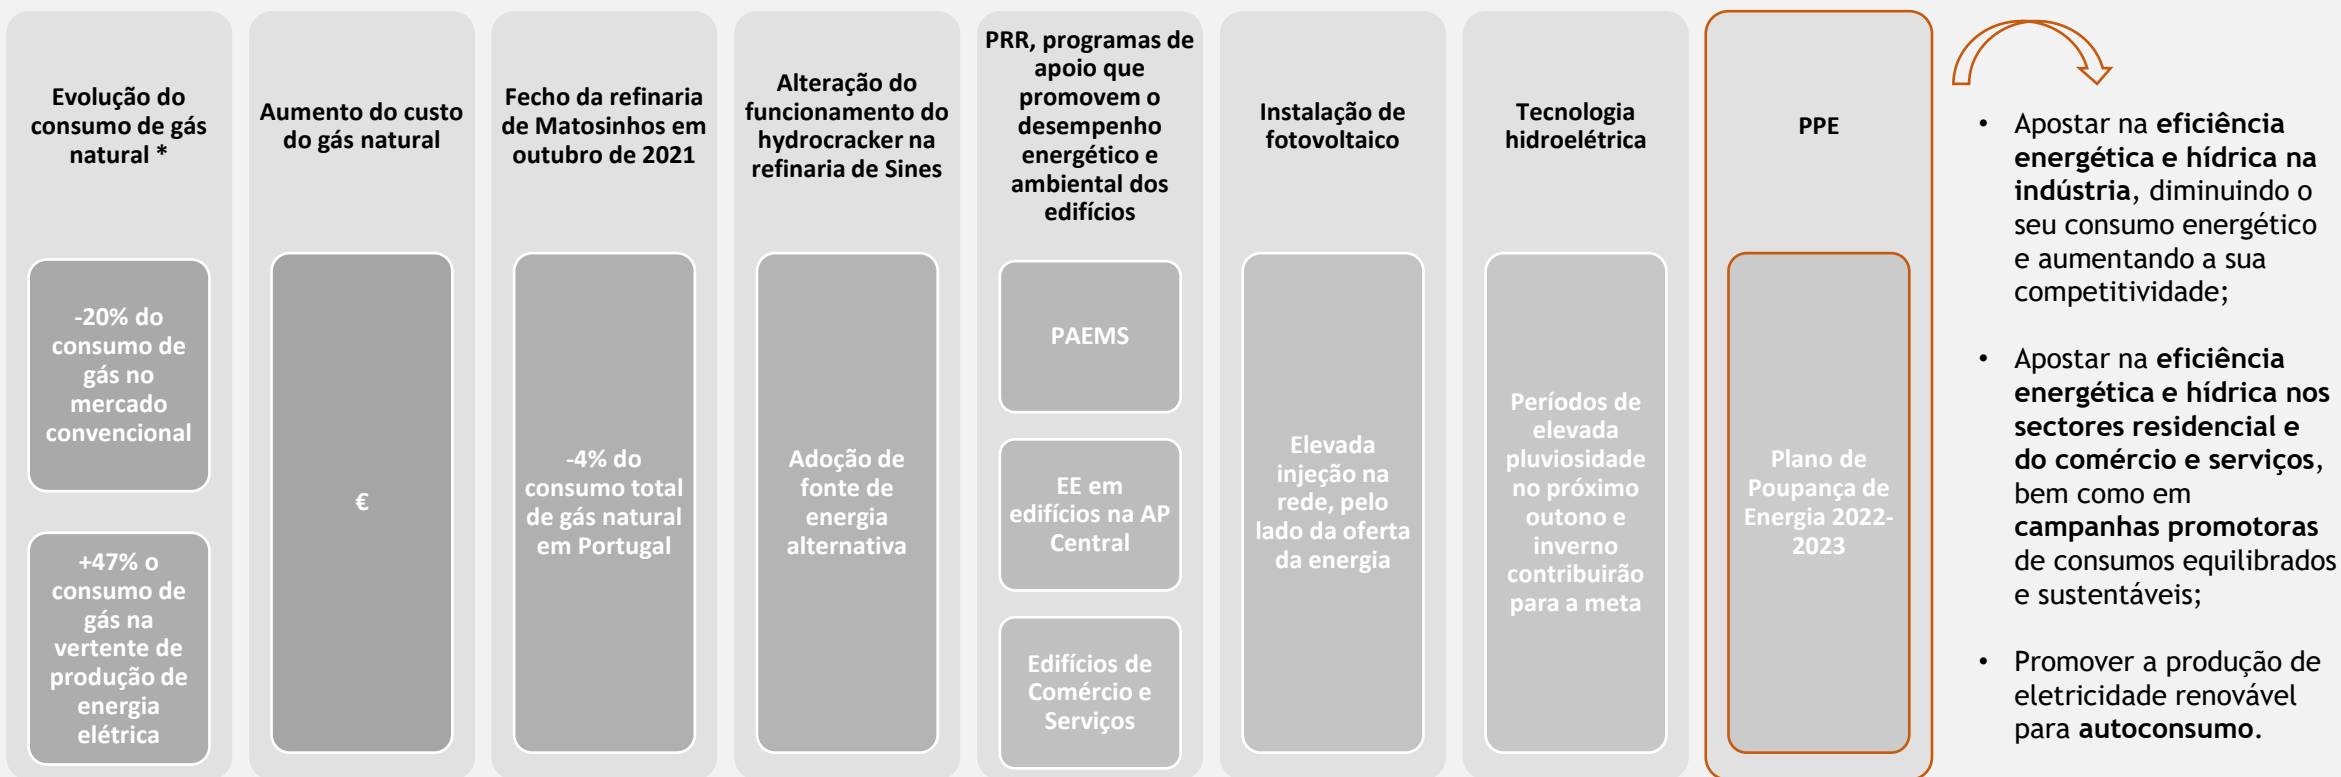 Evolução do
consumo de gás
natural *
-20% do
consumo de
gás no
mercado
convencional
+47% o
consumo de
gás na
vertente de
produção de
energia
elétrica
Aumento do custo
do gás natural
€
Fecho da refinaria
de Matosinhos em
outubro de 2021
-4% do
consumo total
de gás natural
em Portugal
Alteração do
funcionamento do
hydrocracker na
refinaria de Sines
Adoção de
fonte de
energia
alternativa
PRR, programas de
apoio que
promovem o
desempenho
energético e
ambiental dos
edifícios
PAEMS
EE em
edifícios na AP
Central
Edifícios de
Comércio e
Serviços
Instalação de
fotovoltaico
Elevada
injeção na
rede, pelo
lado da oferta
da energia
Tecnologia
hidroelétrica
Períodos de
elevada
pluviosidade
no próximo
outono e
inverno
contribuirão
para a meta
PPE
Plano de
Poupança de
Energia 2022-
2023
• Apostar na eficiência
energética e hídrica na
indústria, diminuindo o
seu consumo energético
e aumentando a sua
competitividade;
• Apostar na eficiência
energética e hídrica nos
sectores residencial e
do comércio e serviços,
bem como em
campanhas promotoras
de consumos equilibrados
e sustentáveis;
• Promover a produção de
eletricidade renovável
para autoconsumo.